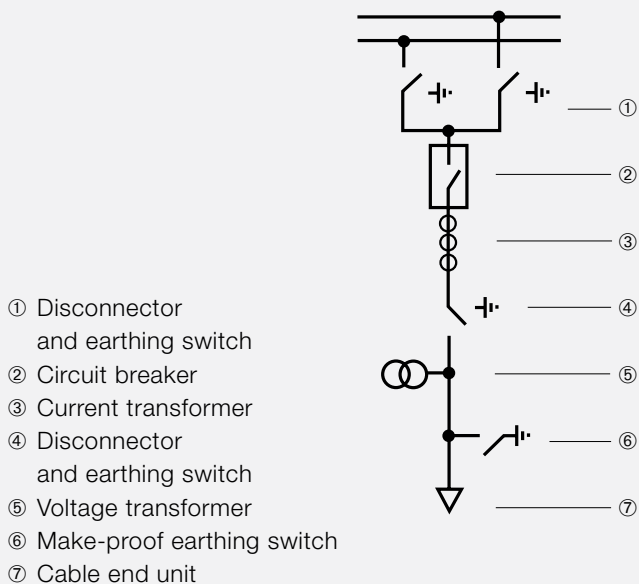 ①
②
③
④
⑤
⑥
⑦
① Disconnector
and earthing switch
② Circuit breaker
③ Current transformer
④ Disconnector
and earthing switch
⑤ Voltage transformer
⑥ Make-proof earthing switch
⑦ Cable end unit